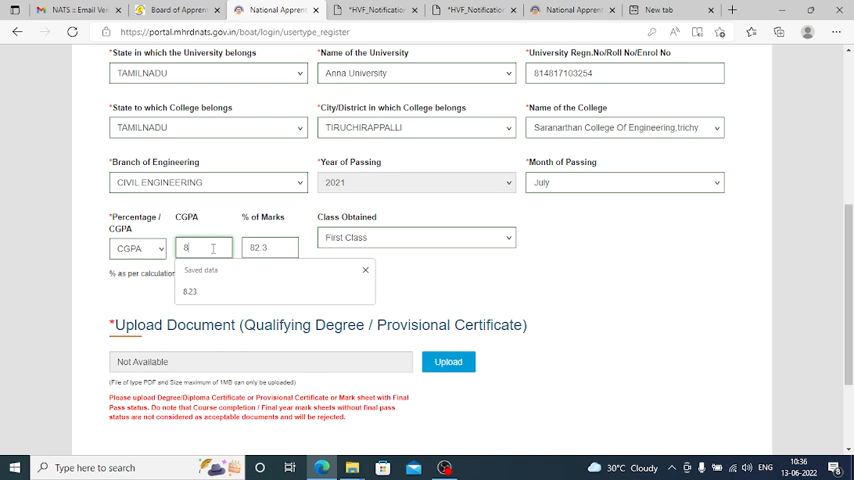 NATS :: Email Ver
Board of Appren
National Appren
*HVF_Notification
*HVF_Notification
National Appren
New tab
https://portal.mhrdnats.gov.in/boat/login/usertype_register
*State in which the University belongs
*Name of the University
*University Regn.No/Roll No/Enrol No
TAMILNADU
Anna University
814817103254
*State to which College belongs
*City/District in which College belongs
*Name of the College
TAMILNADU
TIRUCHIRAPPALLI
Saranarthan College Of Engineering,trichy
*Branch of Engineering
*Year of Passing
*Month of Passing
CIVIL ENGINEERING
2021
July
*Percentage / CGPA
CGPA
% of Marks
Class Obtained
CGPA
8
82.3
First Class
% as per calculation
Saved data
8.23
*Upload Document (Qualifying Degree / Provisional Certificate)
Not Available
Upload
(File of type PDF and Size maximum of 1MB can only be uploaded)
Please upload Degree/Diploma Certificate or Provisional Certificate or Mark sheet with Final
Pass status. Do note that Course completion / Final year mark sheets without final pass
status are not considered as acceptable documents and will be rejected.
Type here to search
30°C Cloudy
ENG
10:36
13-06-2022